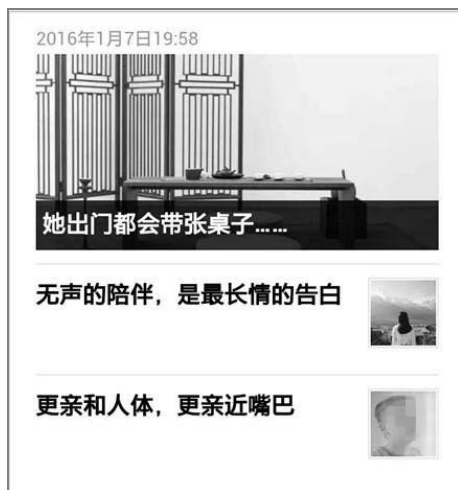 2016年1月7日19:58
她出门都会带张桌子……
无声的陪伴，是最长情的告白
更亲和人体，更亲近嘴巴